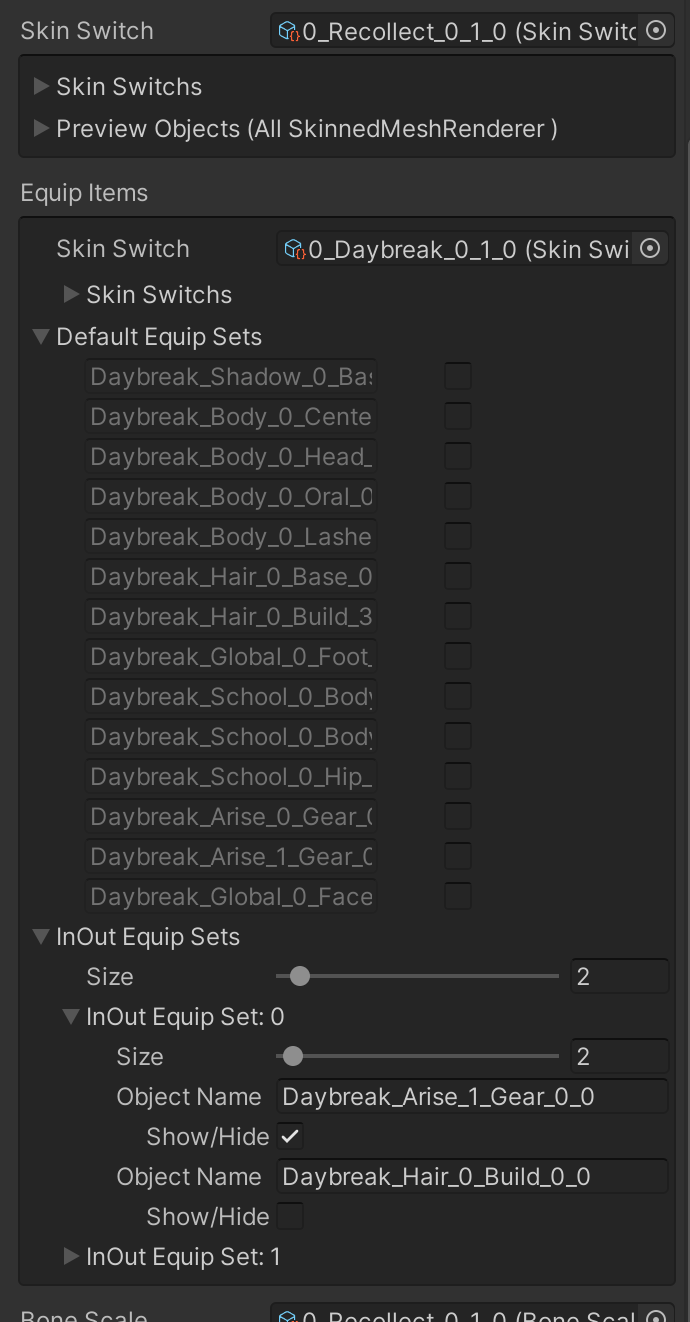 Skin Switch 0_Recollect_0_1_0 (Skin Switc
Skin Switchs
Preview Objects (All SkinnedMeshRenderer )
Equip Items
Skin Switch 0_Daybreak_0_1_0 (Skin Swi
Skin Switchs
Default Equip Sets
Daybreak_Shadow_0_Bas
Daybreak_Body_0_Cente
Daybreak_Body_0_Head_
Daybreak_Body_0_Oral_0
Daybreak_Body_0_Lashe
Daybreak_Hair_0_Base_0
Daybreak_Hair_0_Build_3
Daybreak_Global_0_Foot_
Daybreak_School_0_Body
Daybreak_School_0_Body
Daybreak_School_0_Hip_
Daybreak_Arise_0_Gear_0
Daybreak_Arise_1_Gear_0
Daybreak_Global_0_Face
InOut Equip Sets
Size 2
InOut Equip Set: 0
Size 2
Object Name Daybreak_Arise_1_Gear_0_0
Show/Hide
Object Name Daybreak_Hair_0_Build_0_0
Show/Hide
InOut Equip Set: 1
Bone Scale 0_Recollect_0_1_0 (Bone Scal